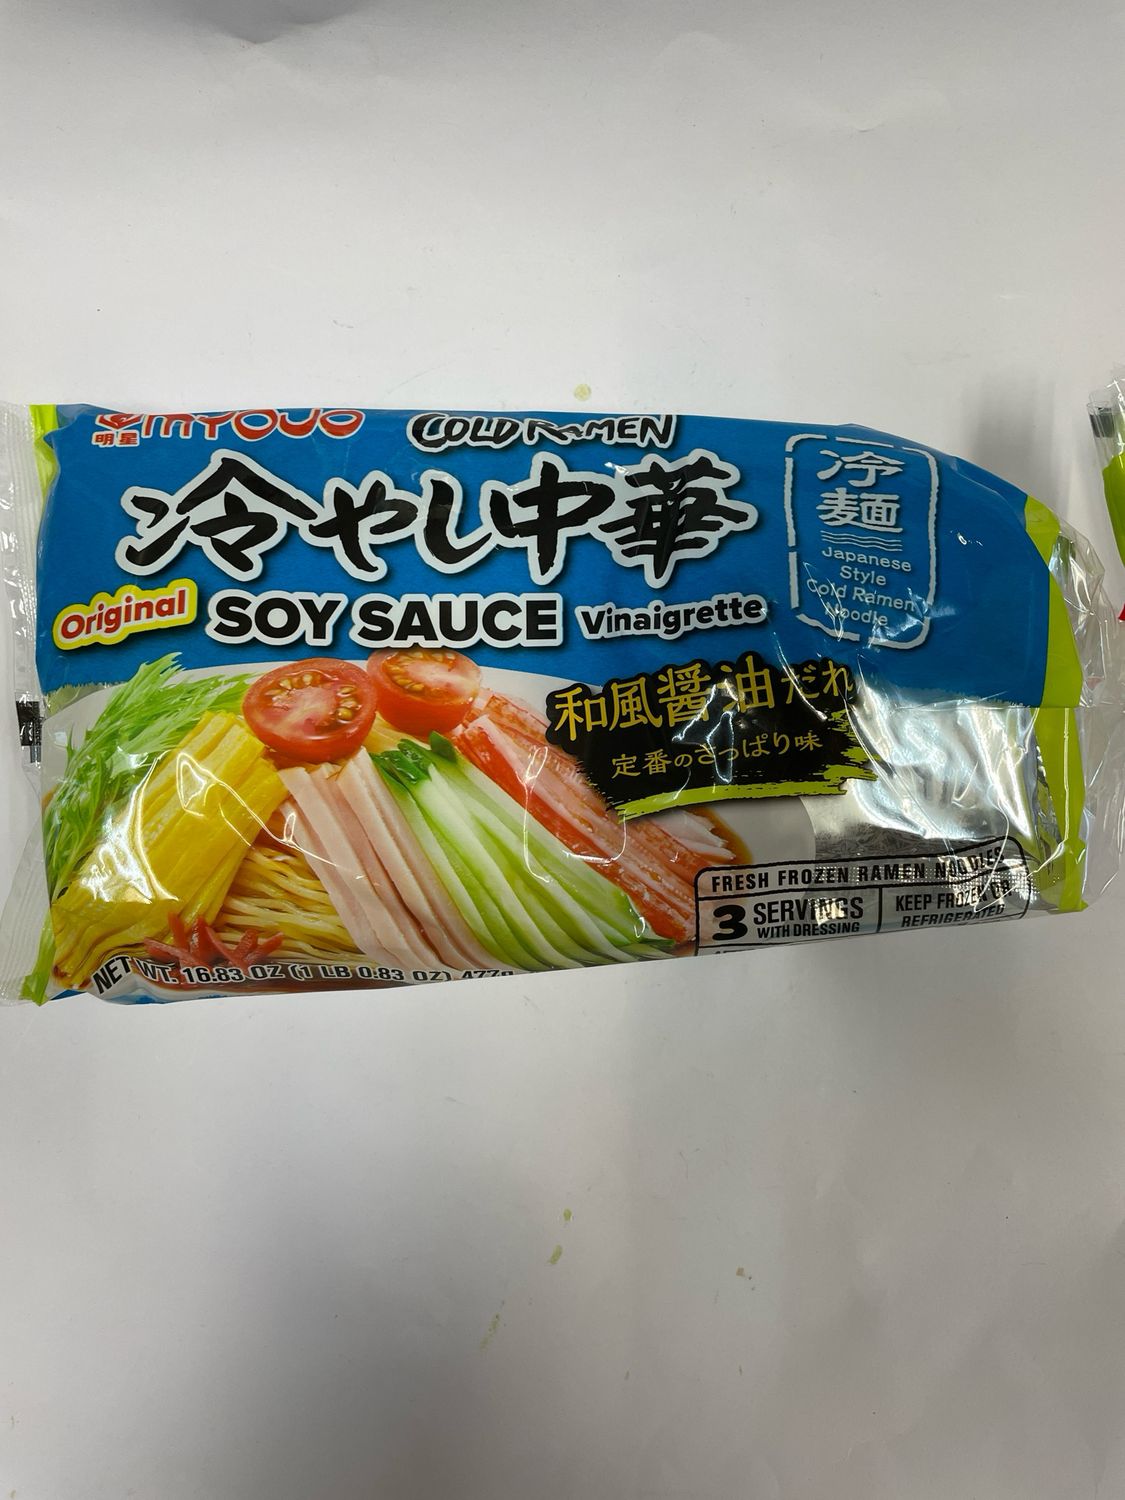 明星 myojo
COLD RAMEN
冷やし中華
Original SOY SAUCE Vinaigrette
冷
麺
Japanese
Style
Cold Ramen
Noodle
和風醤油だれ
定番のさっぱり味
FRESH FROZEN RAMEN NOODLES
3 SERVINGS
WITH DRESSING
KEEP FROZEN OR
REFRIGERATED
NET WT. 16.83 OZ (1 LB 0.83 OZ) 477g